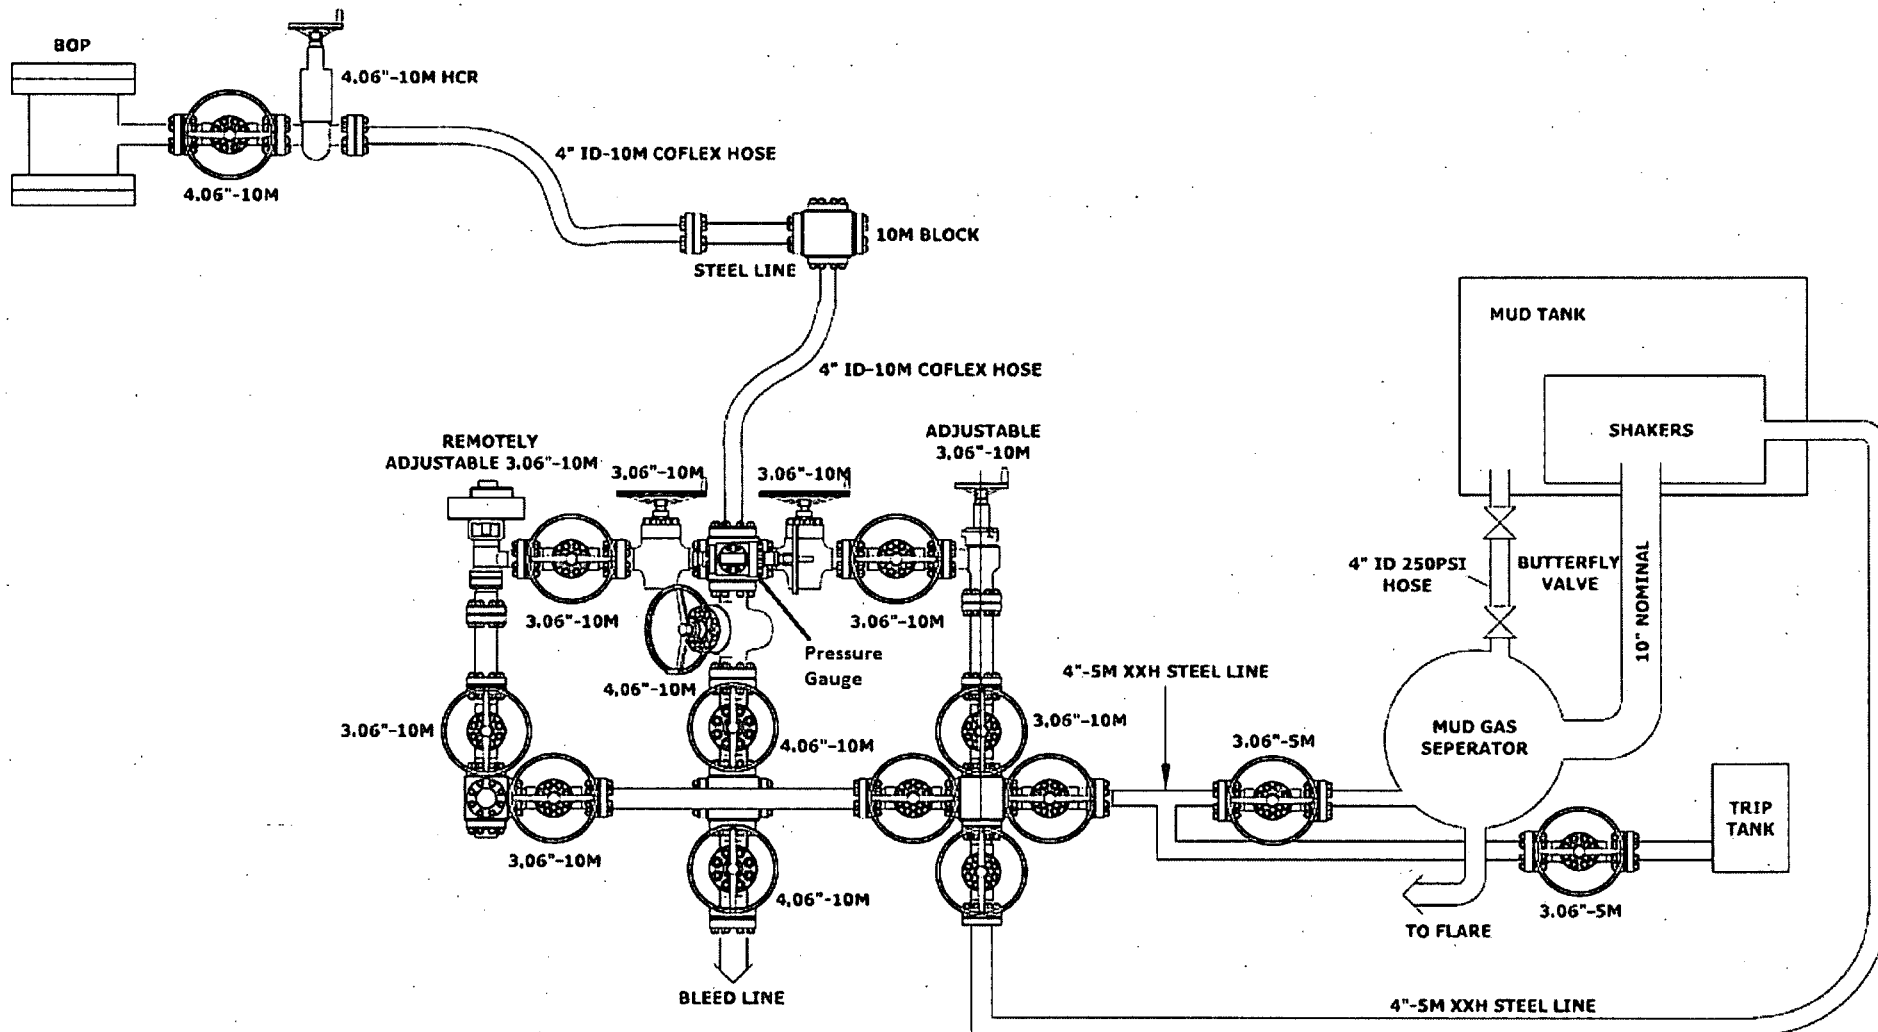 BOP
4.06"-10M HCR
4" ID-10M COFLEX HOSE
4.06"-10M
10M BLOCK
STEEL LINE
MUD TANK
4" ID-10M COFLEX HOSE
SHAKERS
REMOTELY
ADJUSTABLE 3.06"-10M
3.06"-10M
3.06"-10M
ADJUSTABLE
3.06"-10M
4" ID 250PSI
HOSE
BUTTERFLY
VALVE
10" NOMINAL
3.06"-10M
3.06"-10M
Pressure
Gauge
4.06"-10M
4"-5M XXH STEEL LINE
3.06"-10M
4.06"-10M
3.06"-10M
3.06"-5M
MUD GAS
SEPERATOR
TRIP
TANK
3.06"-10M
4.06"-10M
3.06"-5M
TO FLARE
BLEED LINE
4"-5M XXH STEEL LINE